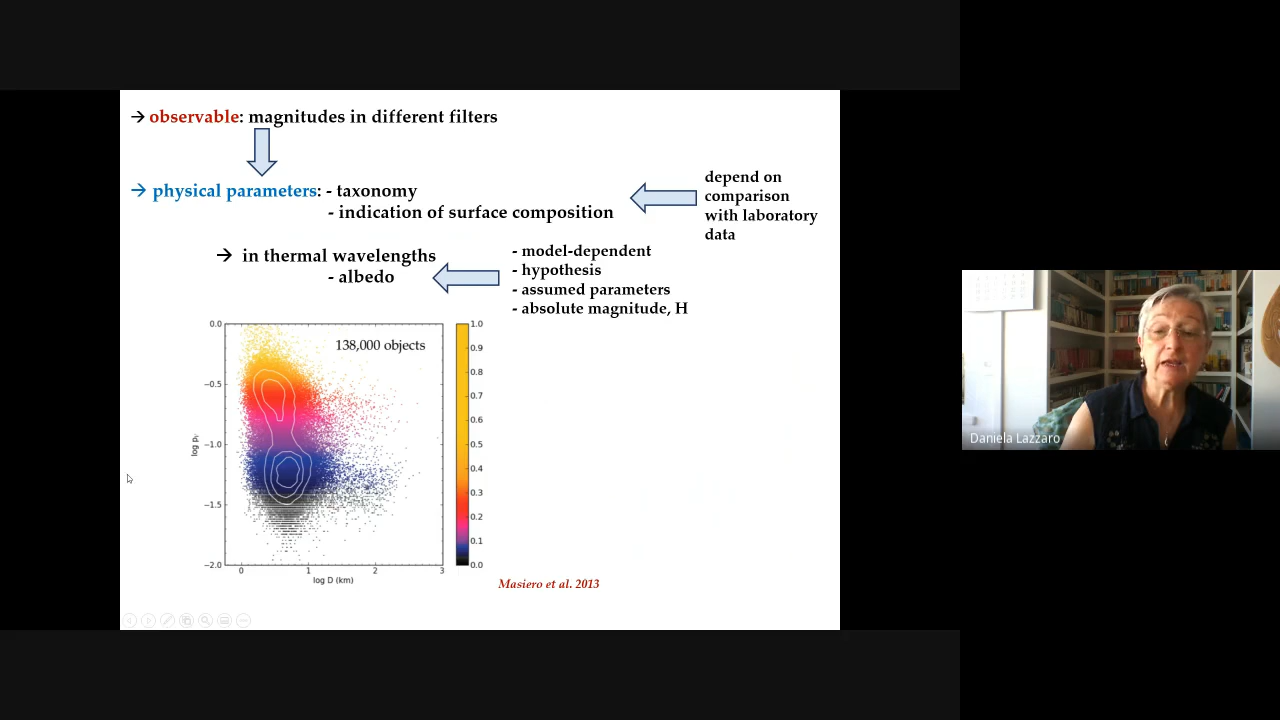 → observable: magnitudes in different filters
→ physical parameters: - taxonomy
- indication of surface composition
depend on
comparison
with laboratory
data
→ in thermal wavelengths
- albedo
- model-dependent
- hypothesis
- assumed parameters
- absolute magnitude, H
138,000 objects
log pv
0.0
−0.5
−1.0
−1.5
−2.0
0
1
2
3
log D (km)
1.0
0.9
0.8
0.7
0.6
0.5
0.4
0.3
0.2
0.1
0.0
Masiero et al. 2013
Daniela Lazzaro